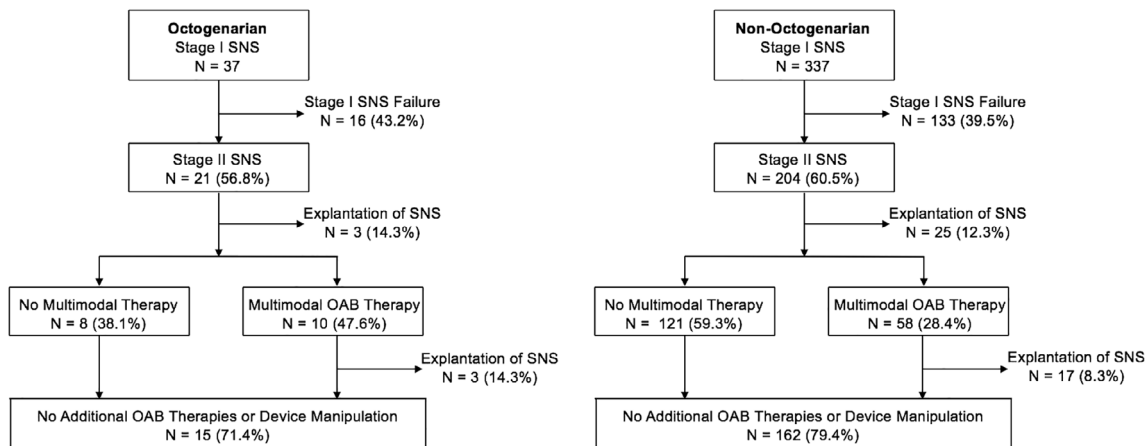 Octogenarian
Stage I SNS
N = 37
Stage I SNS Failure
N = 16 (43.2%)
Stage II SNS
N = 21 (56.8%)
Explantation of SNS
N = 3 (14.3%)
No Multimodal Therapy
N = 8 (38.1%)
Multimodal OAB Therapy
N = 10 (47.6%)
Explantation of SNS
N = 3 (14.3%)
No Additional OAB Therapies or Device Manipulation
N = 15 (71.4%)
Non-Octogenarian
Stage I SNS
N = 337
Stage I SNS Failure
N = 133 (39.5%)
Stage II SNS
N = 204 (60.5%)
Explantation of SNS
N = 25 (12.3%)
No Multimodal Therapy
N = 121 (59.3%)
Multimodal OAB Therapy
N = 58 (28.4%)
Explantation of SNS
N = 17 (8.3%)
No Additional OAB Therapies or Device Manipulation
N = 162 (79.4%)